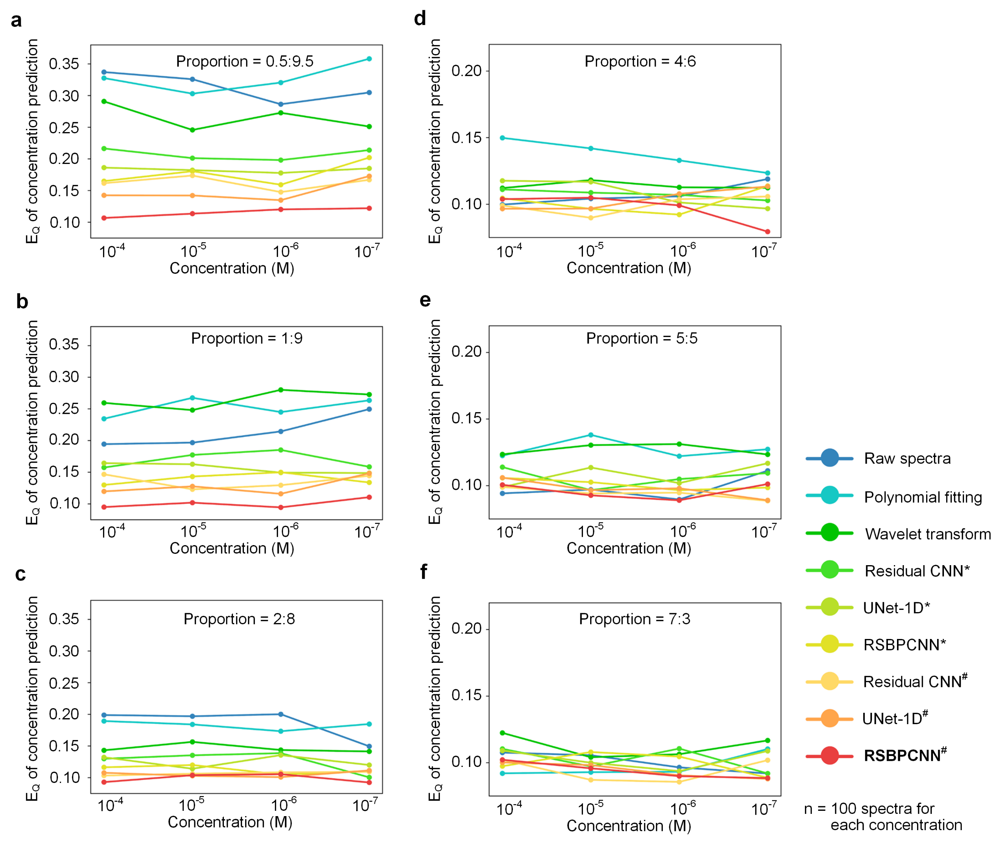 a
E_Q of concentration prediction
0.35
0.30
0.25
0.20
0.15
0.10
Proportion = 0.5:9.5
10⁻⁴ 10⁻⁵ 10⁻⁶ 10⁻⁷
Concentration (M)
b
E_Q of concentration prediction
0.35
0.30
0.25
0.20
0.15
0.10
Proportion = 1:9
10⁻⁴ 10⁻⁵ 10⁻⁶ 10⁻⁷
Concentration (M)
c
E_Q of concentration prediction
0.35
0.30
0.25
0.20
0.15
0.10
Proportion = 2:8
10⁻⁴ 10⁻⁵ 10⁻⁶ 10⁻⁷
Concentration (M)
d
E_Q of concentration prediction
0.20
0.15
0.10
Proportion = 4:6
10⁻⁴ 10⁻⁵ 10⁻⁶ 10⁻⁷
Concentration (M)
e
E_Q of concentration prediction
0.20
0.15
0.10
Proportion = 5:5
10⁻⁴ 10⁻⁵ 10⁻⁶ 10⁻⁷
Concentration (M)
f
E_Q of concentration prediction
0.20
0.15
0.10
Proportion = 7:3
10⁻⁴ 10⁻⁵ 10⁻⁶ 10⁻⁷
Concentration (M)
Raw spectra
Polynomial fitting
Wavelet transform
Residual CNN*
UNet-1D*
RSBPCNN*
Residual CNN#
UNet-1D#
RSBPCNN#
n = 100 spectra for
each concentration